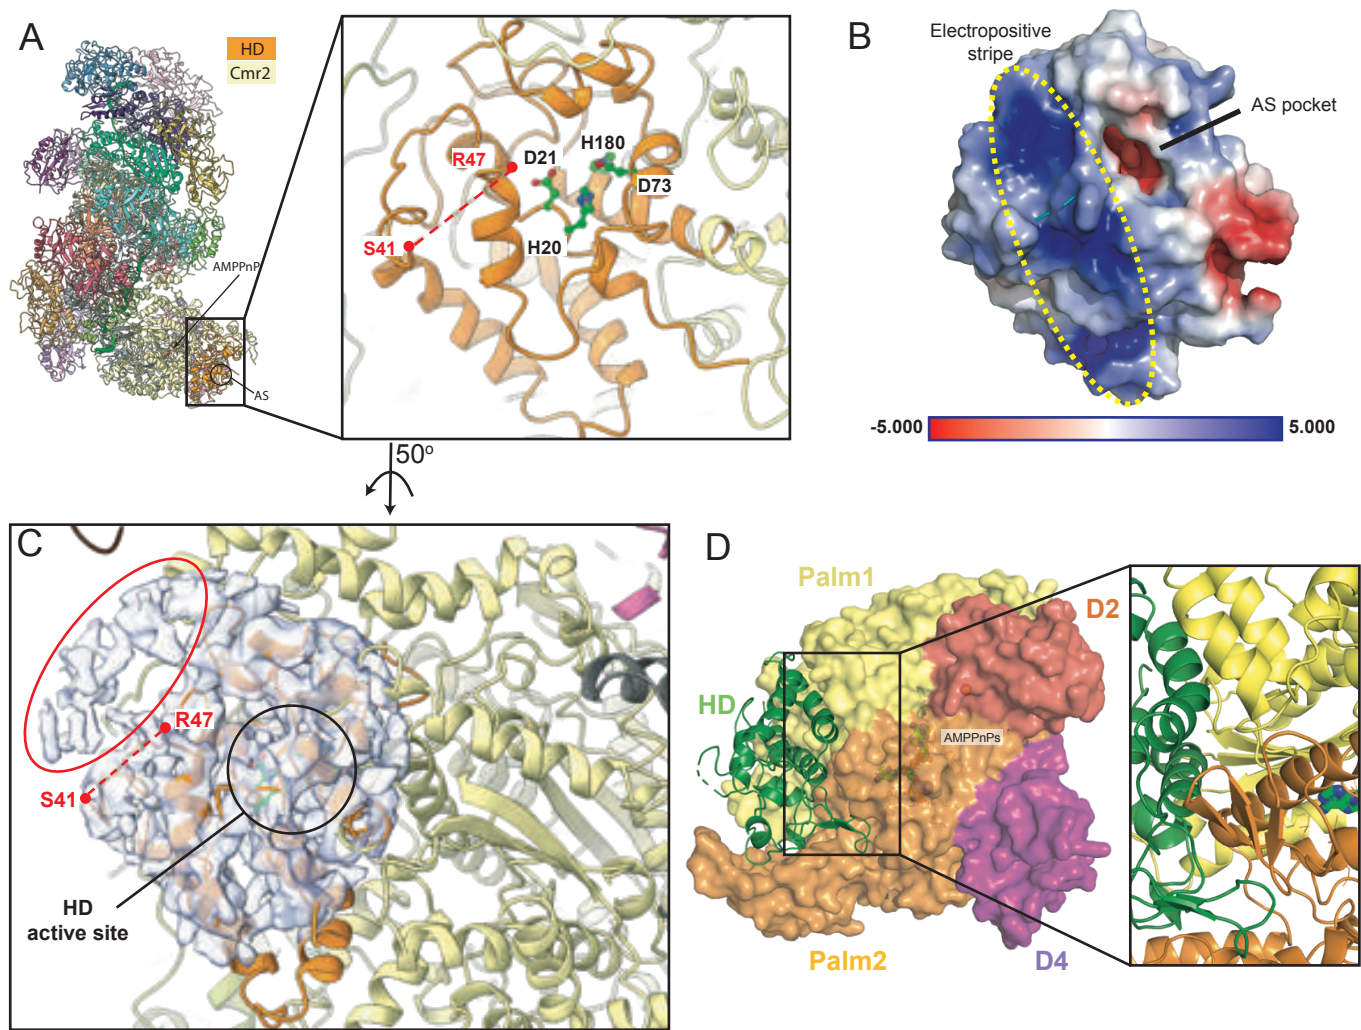 A
HD
Cmr2
AMPPnP
AS
R47
D21
H180
D73
S41
H20
B
Electropositive
stripe
AS pocket
-5.000
5.000
50°
C
R47
S41
HD
active site
D
Palm1
D2
HD
AMPPnPs
Palm2
D4